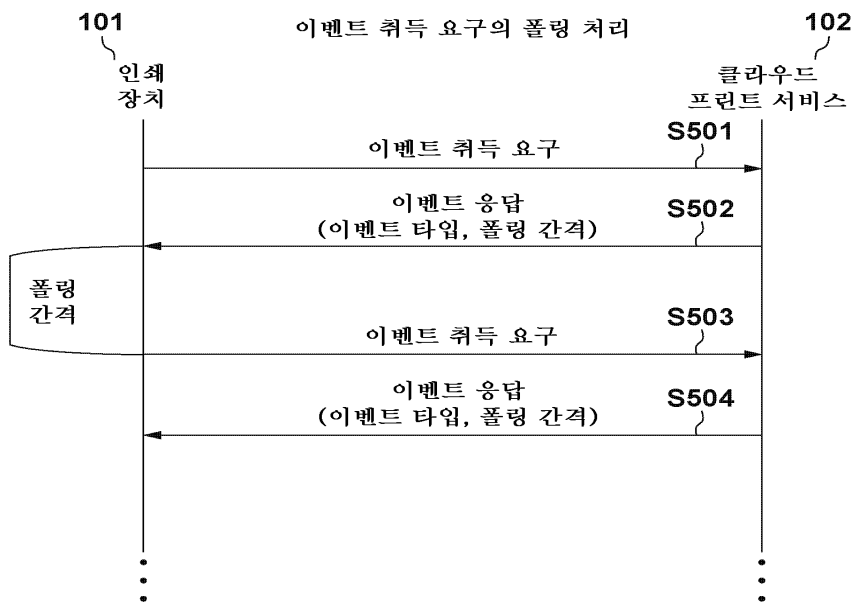 이벤트 취득 요구의 폴링 처리
101
102
인쇄
장치
클라우드
프린트 서비스
S501
이벤트 취득 요구
이벤트 응답
(이벤트 타입, 폴링 간격)
S502
폴링
간격
S503
이벤트 취득 요구
이벤트 응답
(이벤트 타입, 폴링 간격)
S504